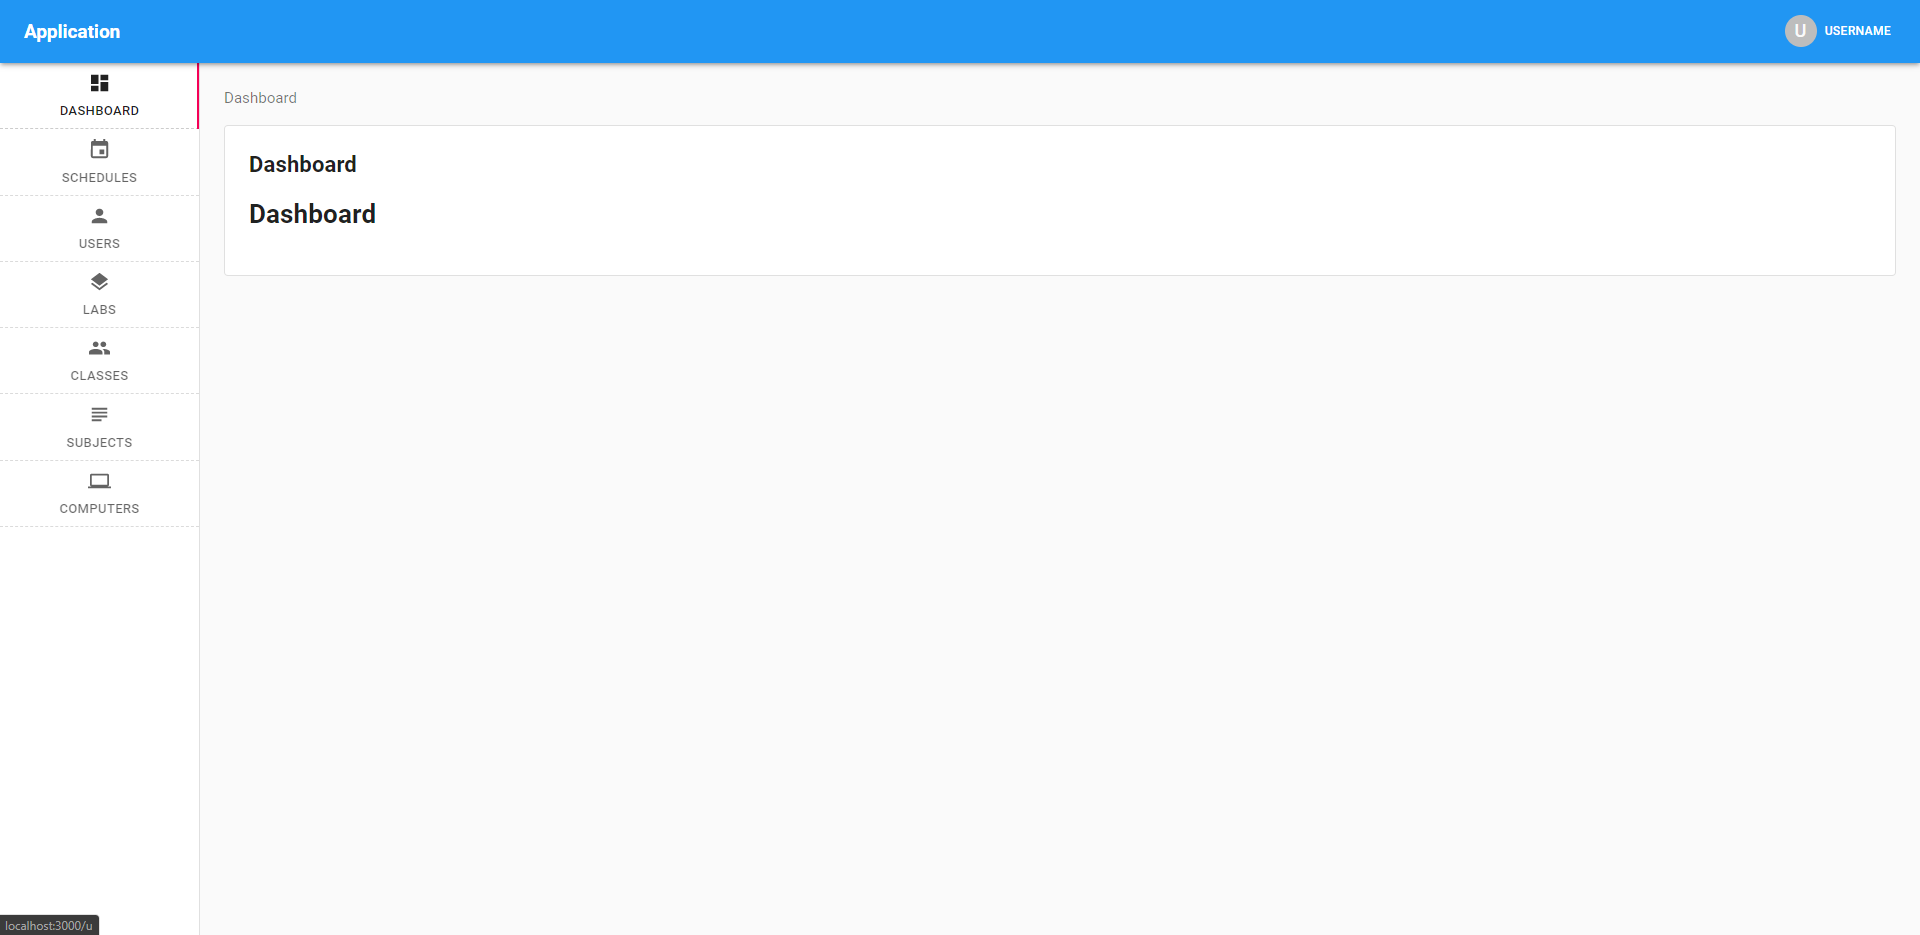 Application
U USERNAME
DASHBOARD
SCHEDULES
USERS
LABS
CLASSES
SUBJECTS
COMPUTERS
Dashboard
Dashboard
Dashboard
localhost:3000/u